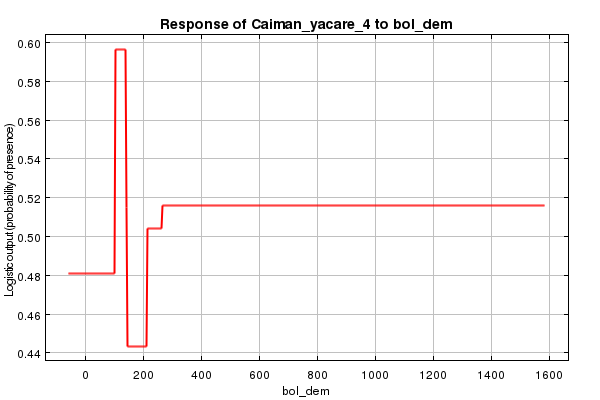 Response of Caiman_yacare_4 to bol_dem
Logistic output (probability of presence)
0.60
0.58
0.56
0.54
0.52
0.50
0.48
0.46
0.44
0 200 400 600 800 1000 1200 1400 1600
bol_dem